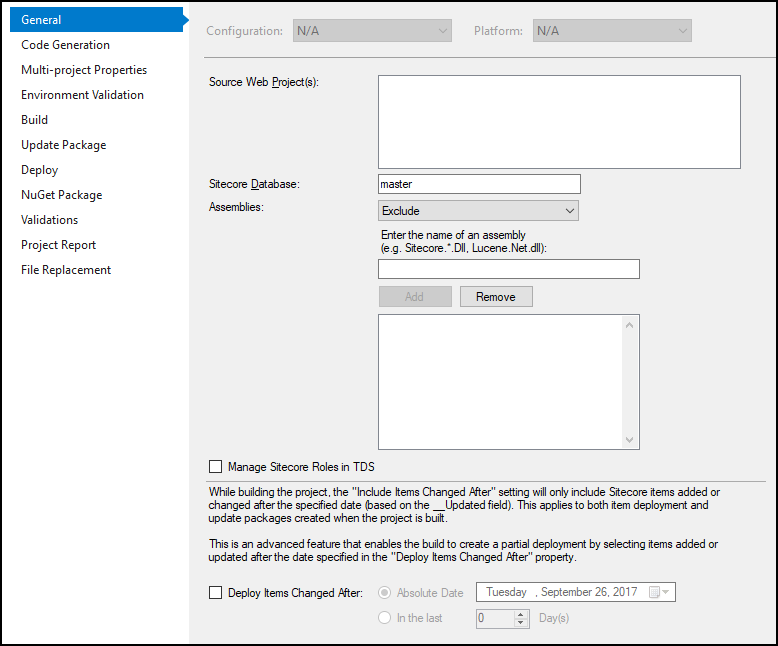 General
Code Generation
Multi-project Properties
Environment Validation
Build
Update Package
Deploy
NuGet Package
Validations
Project Report
File Replacement
Configuration: N/A Platform: N/A
Source Web Project(s):
Sitecore Database: master
Assemblies: Exclude
Enter the name of an assembly
(e.g. Sitecore.*.Dll, Lucene.Net.dll):
Add Remove
Manage Sitecore Roles in TDS
While building the project, the "Include Items Changed After" setting will only include Sitecore items added or
changed after the specified date (based on the __Updated field). This applies to both item deployment and
update packages created when the project is built.
This is an advanced feature that enables the build to create a partial deployment by selecting items added or
updated after the date specified in the "Deploy Items Changed After" property.
Deploy Items Changed After: Absolute Date Tuesday , September 26, 2017
In the last 0 Day(s)